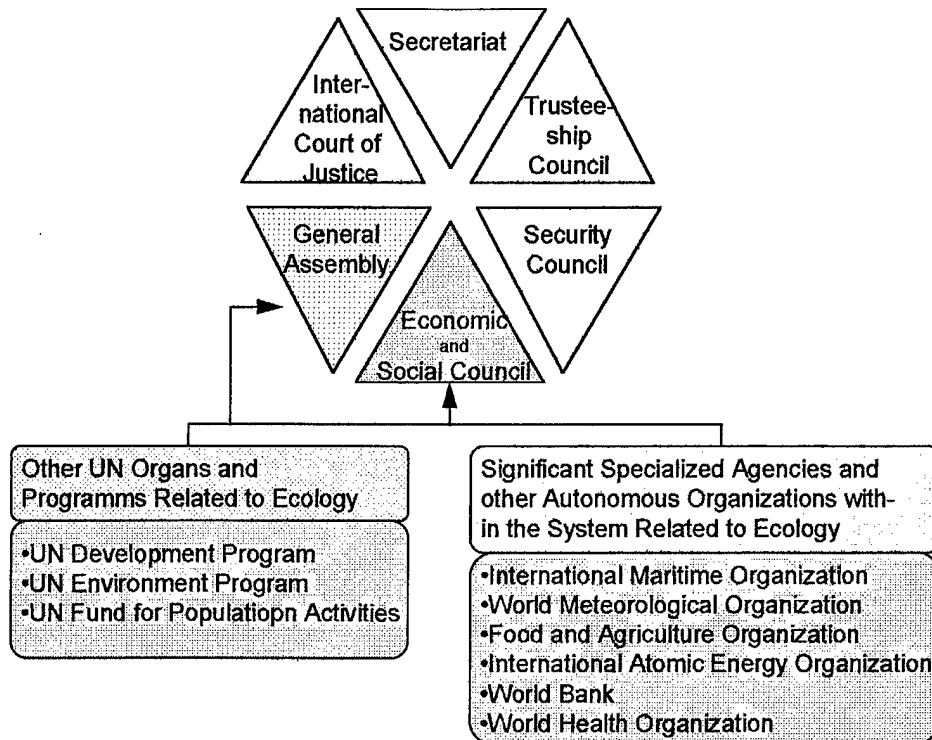 Secretariat
Inter-
national
Court of
Justice
Trustee-
ship
Council
General
Assembly
Security
Council
Economic
and
Social Council
Other UN Organs and
Programms Related to Ecology
•UN Development Program
•UN Environment Program
•UN Fund for Populatiopn Activities
Significant Specialized Agencies and
other Autonomous Organizations with-
in the System Related to Ecology
•International Maritime Organization
•World Meteorological Organization
•Food and Agriculture Organization
•International Atomic Energy Organization
•World Bank
•World Health Organization